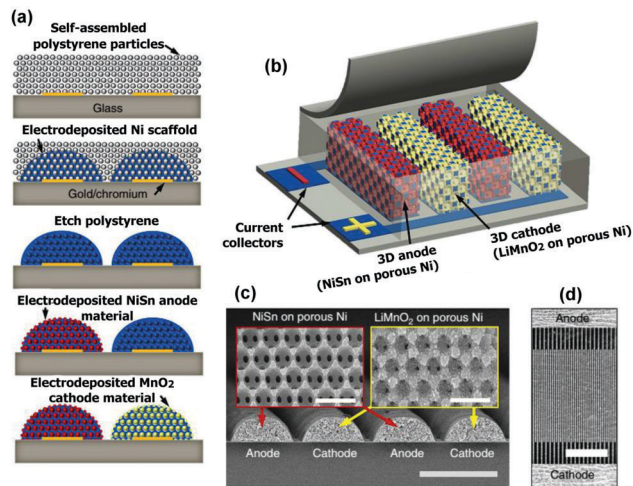 (a)
Self-assembled
polystyrene particles
Glass
Electrodeposited Ni scaffold
Gold/chromium
Etch polystyrene
Electrodeposited NiSn anode
material
Electrodeposited MnO₂
cathode material
(b)
Current
collectors
3D anode
(NiSn on porous Ni)
3D cathode
(LiMnO₂ on porous Ni)
(c)
NiSn on porous Ni
LiMnO₂ on porous Ni
Anode
Cathode
Anode
Cathode
(d)
Anode
Cathode